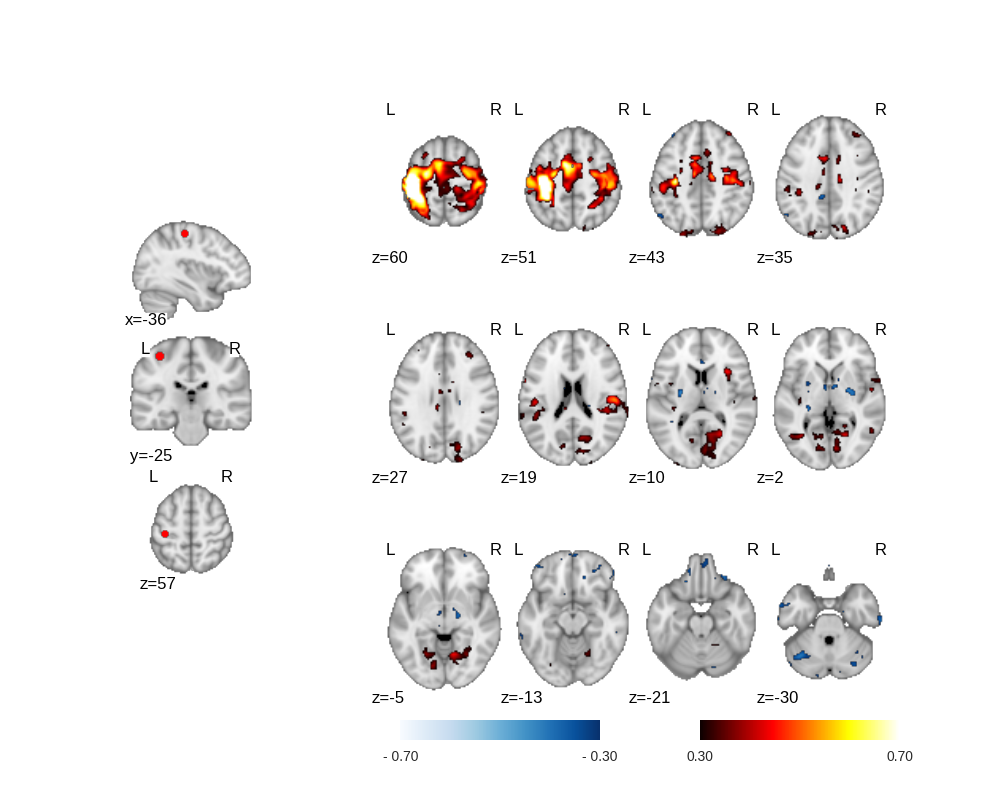 L R L R L R L R
z=60 z=51 z=43 z=35
x=-36
L R
y=-25
L R
z=57
L R L R L R L R
z=27 z=19 z=10 z=2
L R L R L R L R
z=-5 z=-13 z=-21 z=-30
- 0.70 - 0.30 0.30 0.70